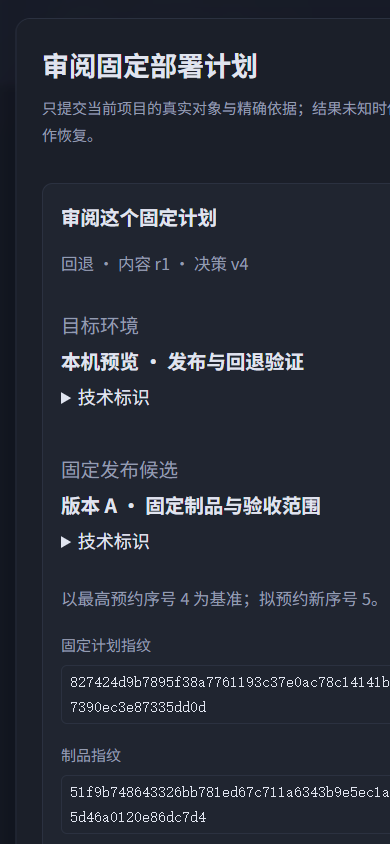 审阅固定部署计划
只提交当前项目的真实对象与精确依据；结果未知时
作恢复。
审阅这个固定计划
回退 · 内容 r1 · 决策 v4
目标环境
本机预览 · 发布与回退验证
▶ 技术标识
固定发布候选
版本 A · 固定制品与验收范围
▶ 技术标识
以最高预约序号 4 为基准；拟预约新序号 5。
固定计划指纹
827424d9b7895f38a7761193c37e0ac78c14141b
7390ec3e87335dd0d
制品指纹
51f9b748643326bb781ed67c711a6343b9e5ec1a
5d46a0120e86dc7d4